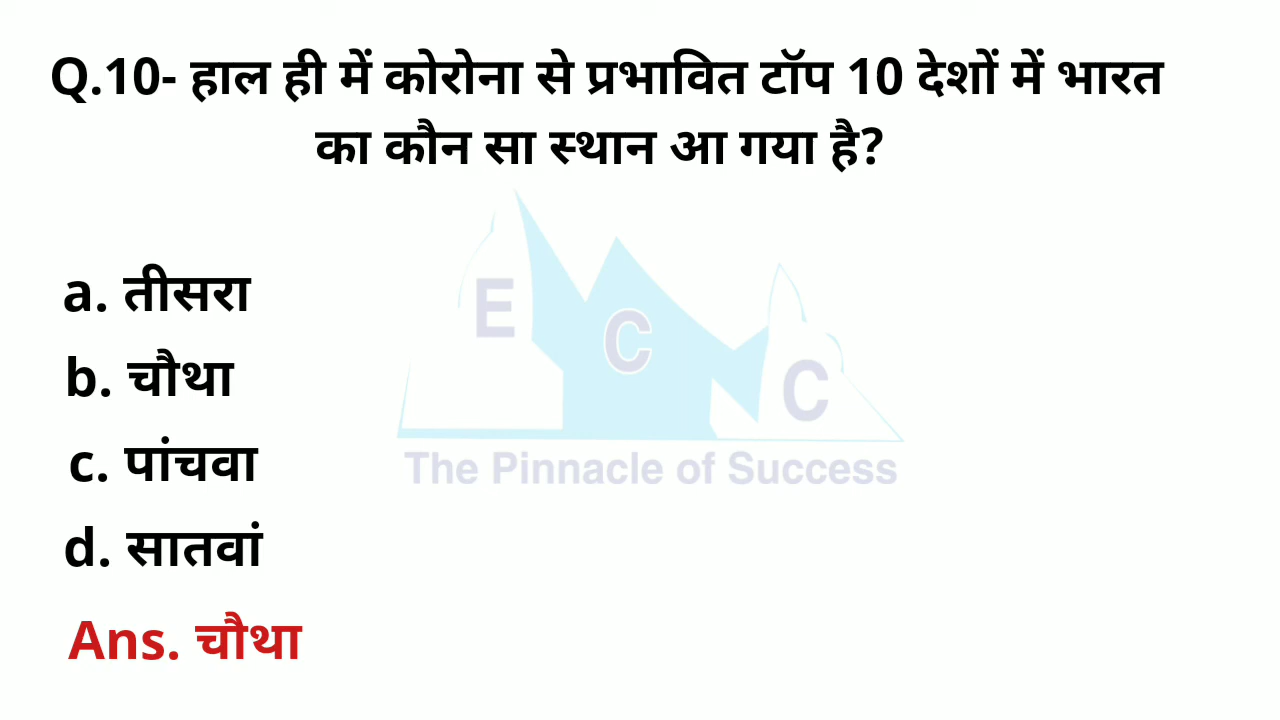 Q.10- हाल ही में कोरोना से प्रभावित टॉप 10 देशों में भारत
का कौन सा स्थान आ गया है?
a. तीसरा
b. चौथा
c. पांचवा
d. सातवां
Ans. चौथा
E
C
C
The Pinnacle of Success